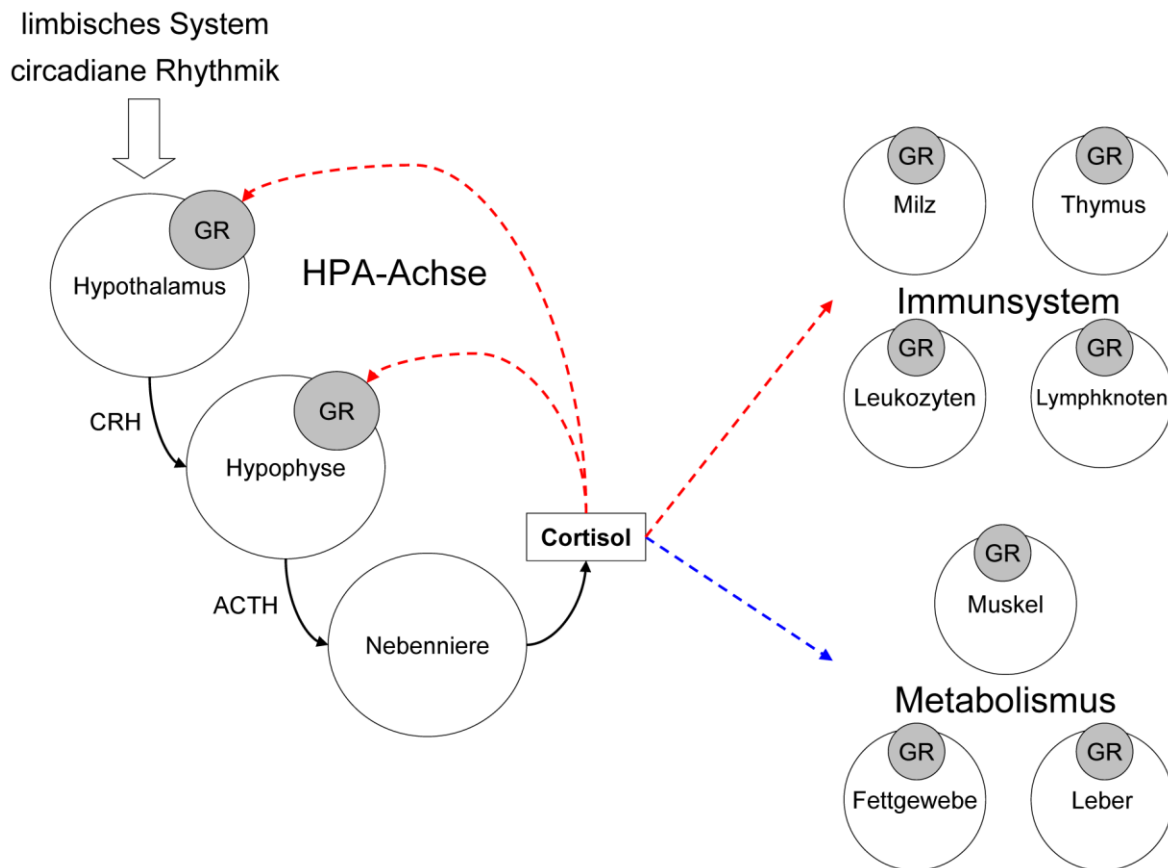 limbisches System
circadiane Rhythmik
GR
Hypothalamus
HPA-Achse
CRH
GR
Hypophyse
ACTH
Nebenniere
Cortisol
GR
Milz
GR
Thymus
Immunsystem
GR
Leukozyten
GR
Lymphknoten
GR
Muskel
Metabolismus
GR
Fettgewebe
GR
Leber